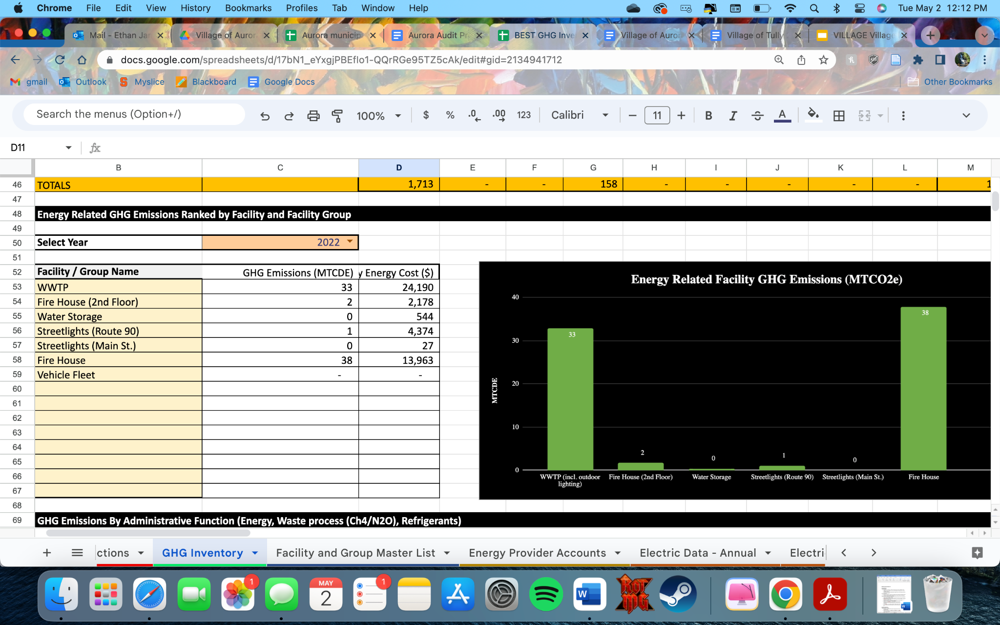 Chrome File Edit View History Bookmarks Profiles Tab Window Help Tue May 2 12:12 PM
Mail - Ethan Jar Village of Auror Aurora municip Aurora Audit Pr BEST GHG Inve Village of Auror Village of Tully VILLAGE Village
docs.google.com/spreadsheets/d/17bN1_eYxgjPBEflo1-QQrRGe95TZ5cAk/edit#gid=2134941712
gmail Outlook Myslice Blackboard Google Docs Other Bookmarks
Search the menus (Option+/) 100% $ % .0 .00 123 Calibri 11 B I S A
D11 fx
B C D E F G H I J K L M
46 TOTALS 1,713 - - 158 - - - - - 1
47
48 Energy Related GHG Emissions Ranked by Facility and Facility Group
49
50 Select Year 2022
51
52 Facility / Group Name GHG Emissions (MTCDE) y Energy Cost ($)
53 WWTP 33 24,190
54 Fire House (2nd Floor) 2 2,178
55 Water Storage 0 544
56 Streetlights (Route 90) 1 4,374
57 Streetlights (Main St.) 0 27
58 Fire House 38 13,963
59 Vehicle Fleet - -
60
61
62
63
64
65
66
67
68
Energy Related Facility GHG Emissions (MTCO2e)
MTCDE
40
30
20
10
0
33 2 0 1 0 38
WWTP (incl. outdoor lighting) Fire House (2nd Floor) Water Storage Streetlights (Route 90) Streetlights (Main St.) Fire House
69 GHG Emissions By Administrative Function (Energy, Waste process (Ch4/N2O), Refrigerants)
ctions GHG Inventory Facility and Group Master List Energy Provider Accounts Electric Data - Annual Electri
1 MAY 2 1 W ROT MG